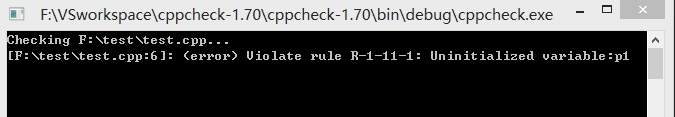 F:\VSworkspace\cppcheck-1.70\cppcheck-1.70\bin\debug\cppcheck.exe
Checking F:\test\test.cpp...
[F:\test\test.cpp:6]: (error) Violate rule R-1-11-1: Uninitialized variable:p1